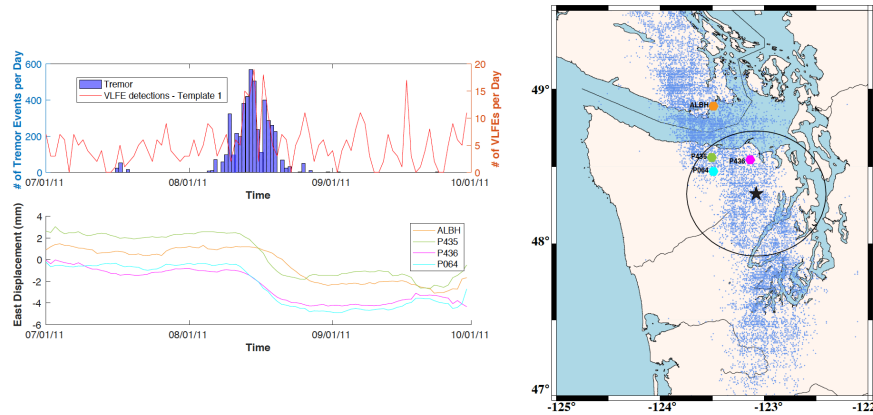 600
400
200
0
# of Tremor Events per Day
Tremor
VLFE detections - Template 1
20
15
10
5
0
# of VLFEs per Day
07/01/11
08/01/11
09/01/11
10/01/11
Time
4
2
0
-2
-4
-6
East Displacement (mm)
ALBH
P435
P436
P064
07/01/11
08/01/11
09/01/11
10/01/11
Time
49°
48°
47°
ALBH
P435
P436
P064
-125°
-124°
-123°
-122